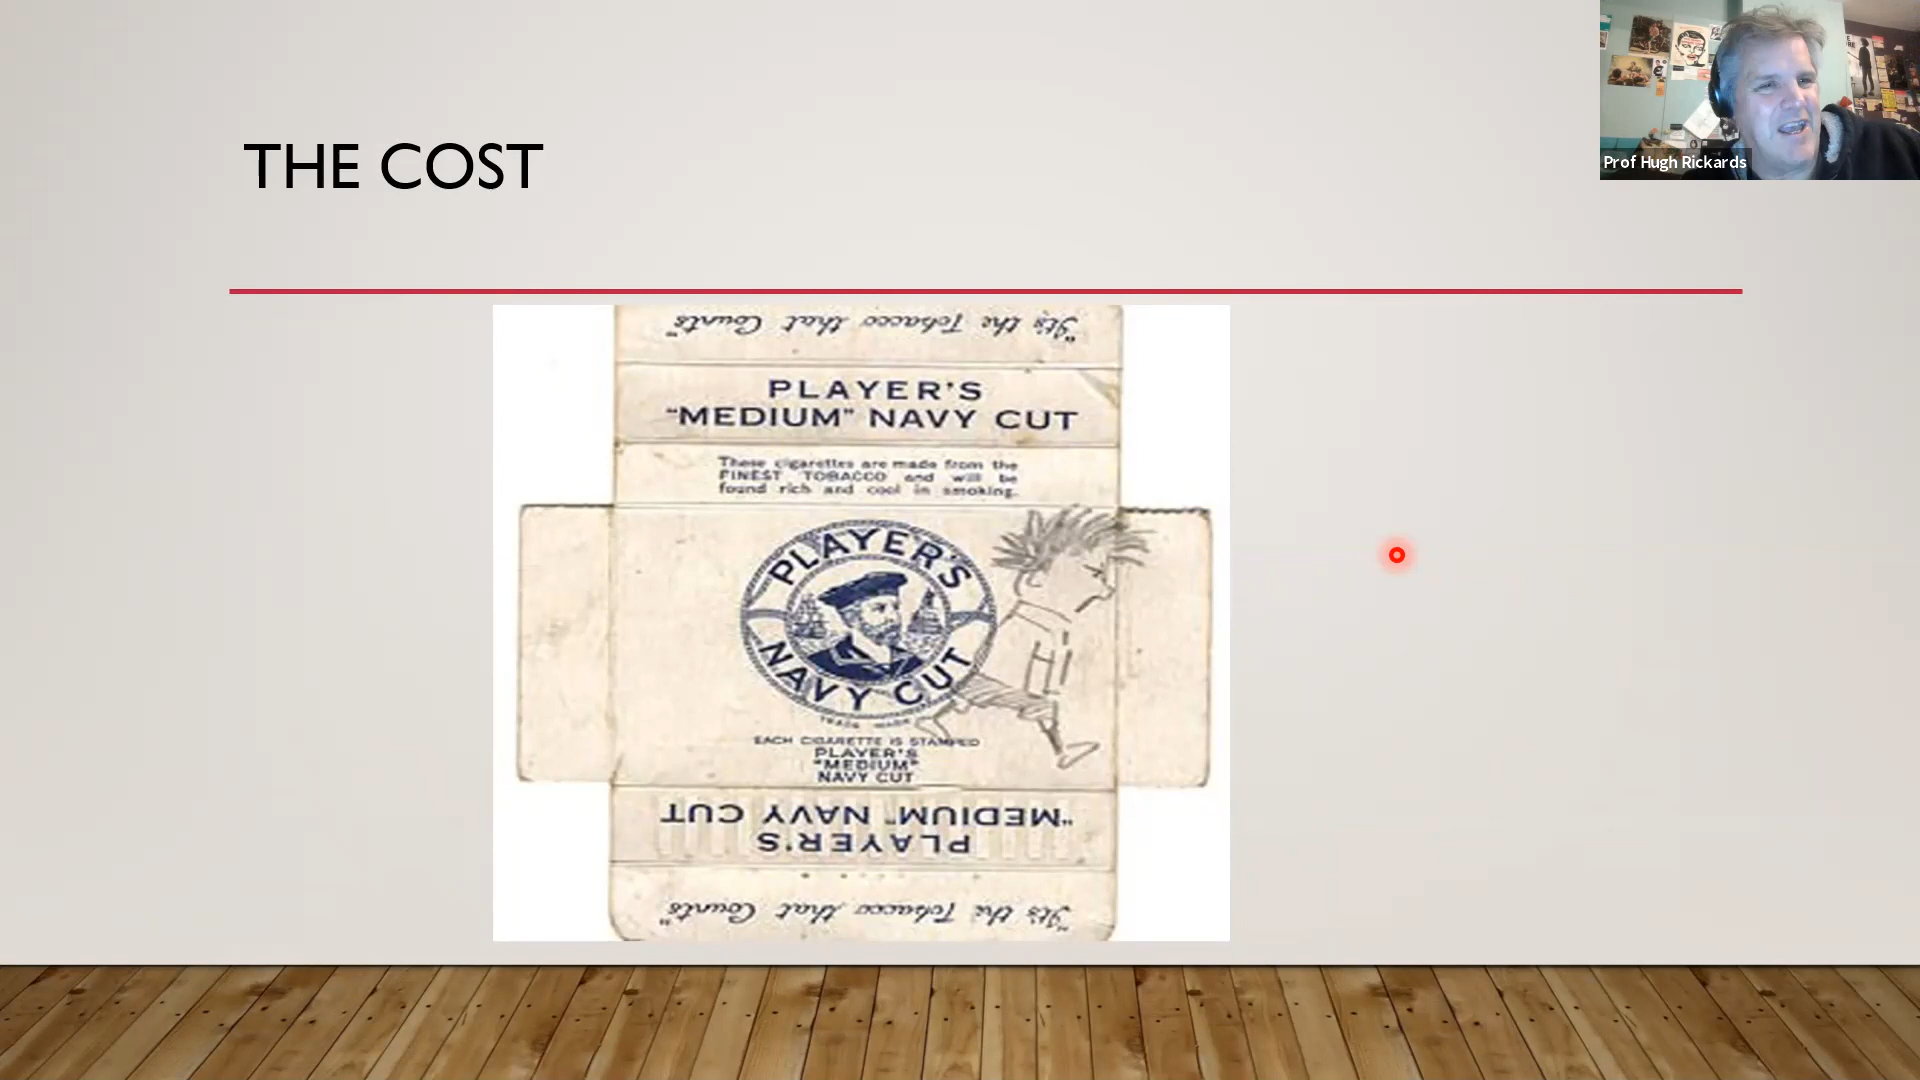 THE COST
Prof Hugh Rickards
"It's the Tobacco that Counts"
PLAYER'S
"MEDIUM" NAVY CUT
These cigarettes are made from the
FINEST TOBACCO and will be
found rich and cool in smoking.
PLAYER'S
NAVY CUT
TRADE MARK
EACH CIGARETTE IS STAMPED
PLAYER'S
"MEDIUM"
NAVY CUT
PLAYER'S
"MEDIUM" NAVY CUT
"It's the Tobacco that Counts"